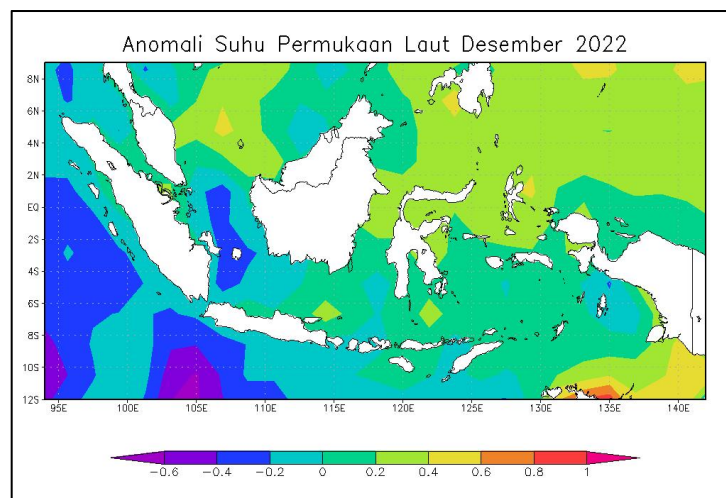 Anomali Suhu Permukaan Laut Desember 2022
8N
6N
4N
2N
EQ
2S
4S
6S
8S
10S
12S
95E 100E 105E 110E 115E 120E 125E 130E 135E 140E
-0.6 -0.4 -0.2 0 0.2 0.4 0.6 0.8 1